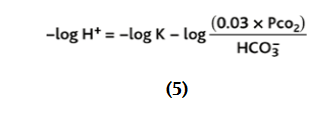 −log H⁺ = −log K − log (0.03 × Pco₂)
HCO₃⁻
(5)